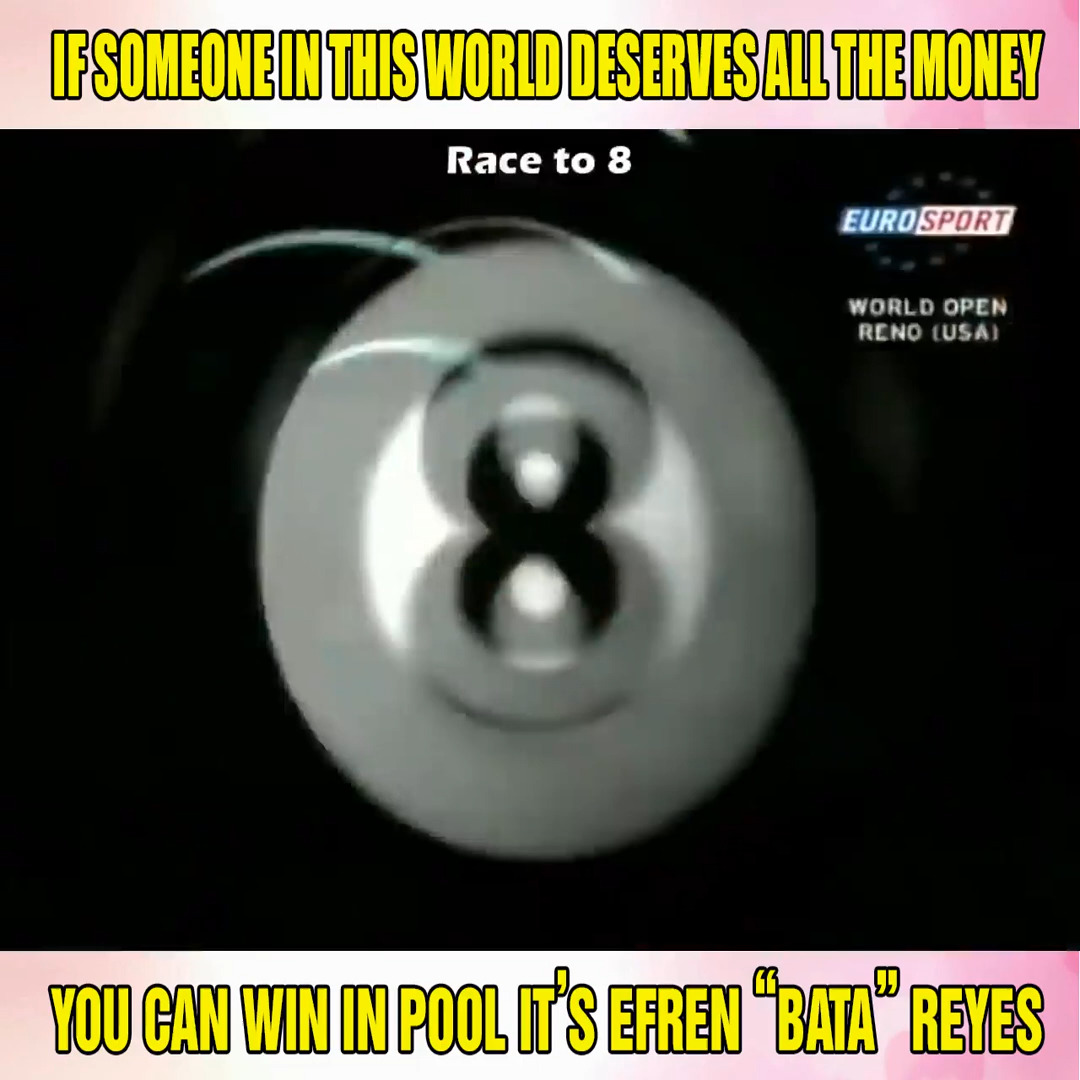 IF SOMEONE IN THIS WORLD DESERVES ALL THE MONEY
Race to 8
EUROSPORT
WORLD OPEN
RENO (USA)
8
YOU CAN WIN IN POOL IT'S EFREN “BATA” REYES